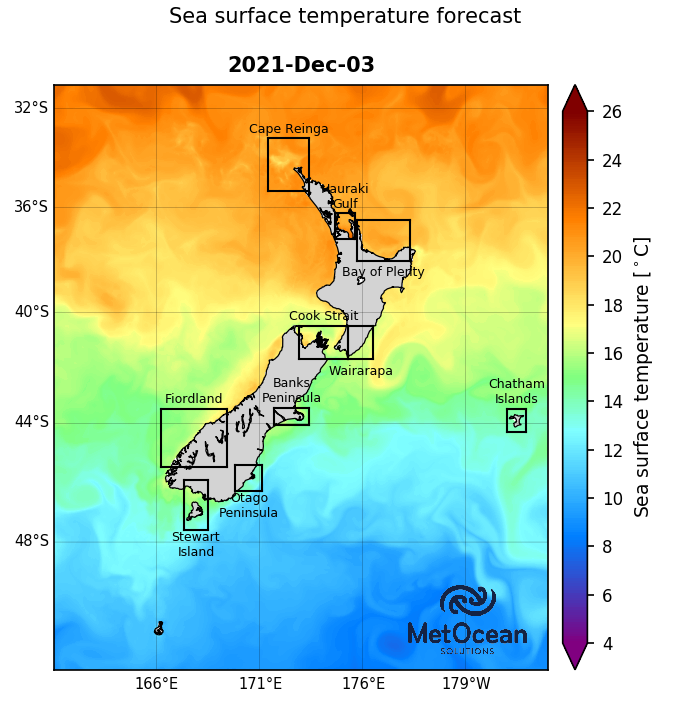 Sea surface temperature forecast
2021-Dec-03
32°S
36°S
40°S
44°S
48°S
Cape Reinga
Hauraki
Gulf
Bay of Plenty
Cook Strait
Wairarapa
Banks
Peninsula
Fiordland
Chatham
Islands
Otago
Peninsula
Stewart
Island
MetOcean
SOLUTIONS
166°E
171°E
176°E
179°W
26
24
22
20
18
16
14
12
10
8
6
4
Sea surface temperature [°C]